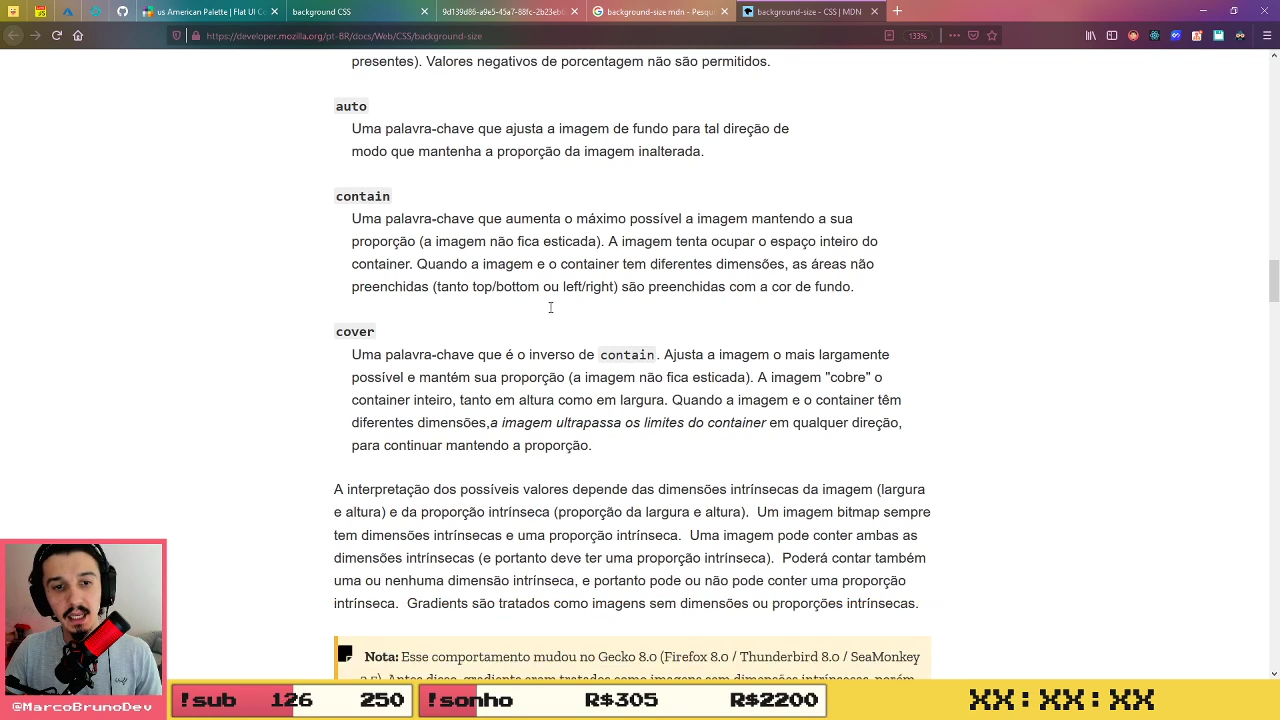 us American Palette | Flat UI Co
background CSS
9d139d86-a9e5-45a7-88fc-2b23eb6
background-size mdn - Pesqui
background-size - CSS | MDN
https://developer.mozilla.org/pt-BR/docs/Web/CSS/background-size
133%
presentes). Valores negativos de porcentagem não são permitidos.
auto
Uma palavra-chave que ajusta a imagem de fundo para tal direção de
modo que mantenha a proporção da imagem inalterada.
contain
Uma palavra-chave que aumenta o máximo possível a imagem mantendo a sua
proporção (a imagem não fica esticada). A imagem tenta ocupar o espaço inteiro do
container. Quando a imagem e o container tem diferentes dimensões, as áreas não
preenchidas (tanto top/bottom ou left/right) são preenchidas com a cor de fundo.
cover
Uma palavra-chave que é o inverso de contain. Ajusta a imagem o mais largamente
possível e mantém sua proporção (a imagem não fica esticada). A imagem "cobre" o
container inteiro, tanto em altura como em largura. Quando a imagem e o container têm
diferentes dimensões,a imagem ultrapassa os limites do container em qualquer direção,
para continuar mantendo a proporção.
A interpretação dos possíveis valores depende das dimensões intrínsecas da imagem (largura
e altura) e da proporção intrínseca (proporção da largura e altura). Um imagem bitmap sempre
tem dimensões intrínsecas e uma proporção intrínseca. Uma imagem pode conter ambas as
dimensões intrínsecas (e portanto deve ter uma proporção intrínseca). Poderá contar também
uma ou nenhuma dimensão intrínseca, e portanto pode ou não pode conter uma proporção
intrínseca. Gradients são tratados como imagens sem dimensões ou proporções intrínsecas.
Nota: Esse comportamento mudou no Gecko 8.0 (Firefox 8.0 / Thunderbird 8.0 / SeaMonkey
@MarcoBrunoDev
!sub 126 250
!sonho R$305 R$2200
XX:XX:XX